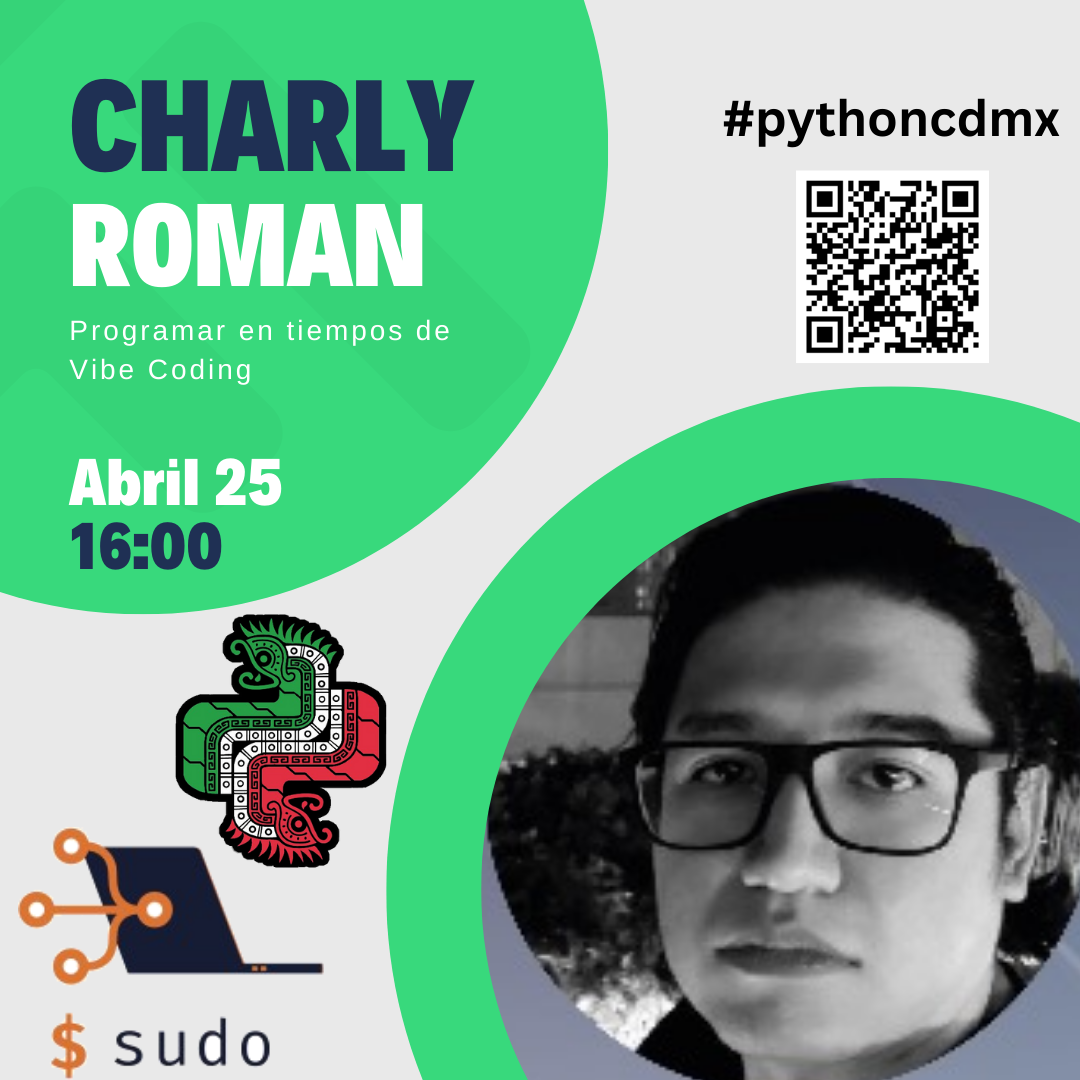 CHARLY
ROMAN
Programar en tiempos de
Vibe Coding
Abril 25
16:00
#pythoncdmx
$ sudo